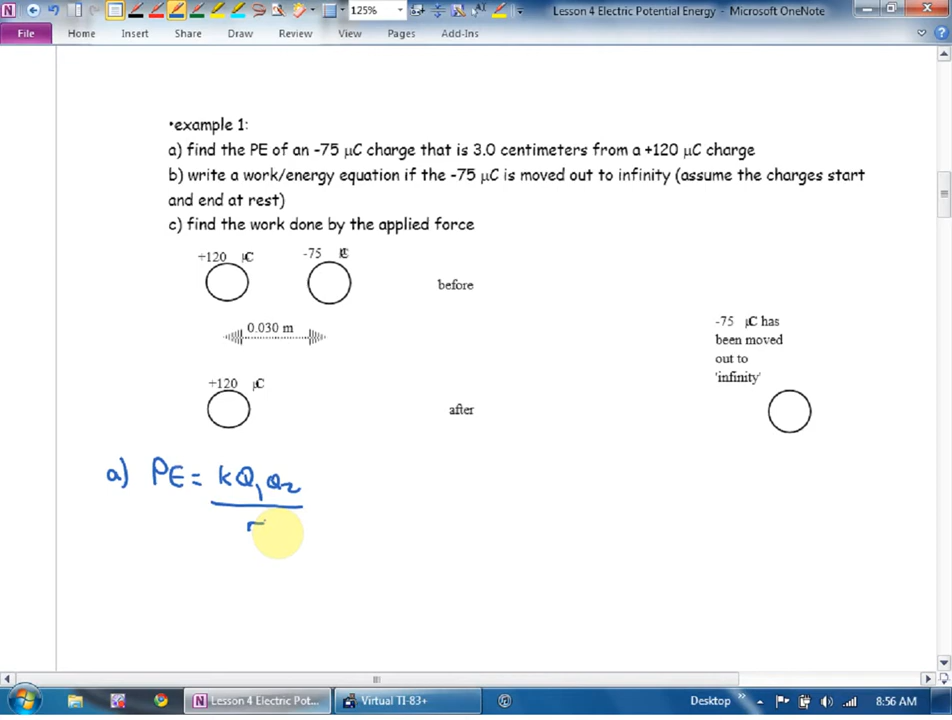 Lesson 4 Electric Potential Energy - Microsoft OneNote
125%
File Home Insert Share Draw Review View Pages Add-Ins
•example 1:
a) find the PE of an -75 µC charge that is 3.0 centimeters from a +120 µC charge
b) write a work/energy equation if the -75 µC is moved out to infinity (assume the charges start
and end at rest)
c) find the work done by the applied force
+120 µC -75 µC
before
0.030 m
-75 µC has
been moved
out to
'infinity'
+120 µC
after
a) PE = kQ₁Q₂
r
Lesson 4 Electric Pot... Virtual TI-83+ Desktop » 8:56 AM